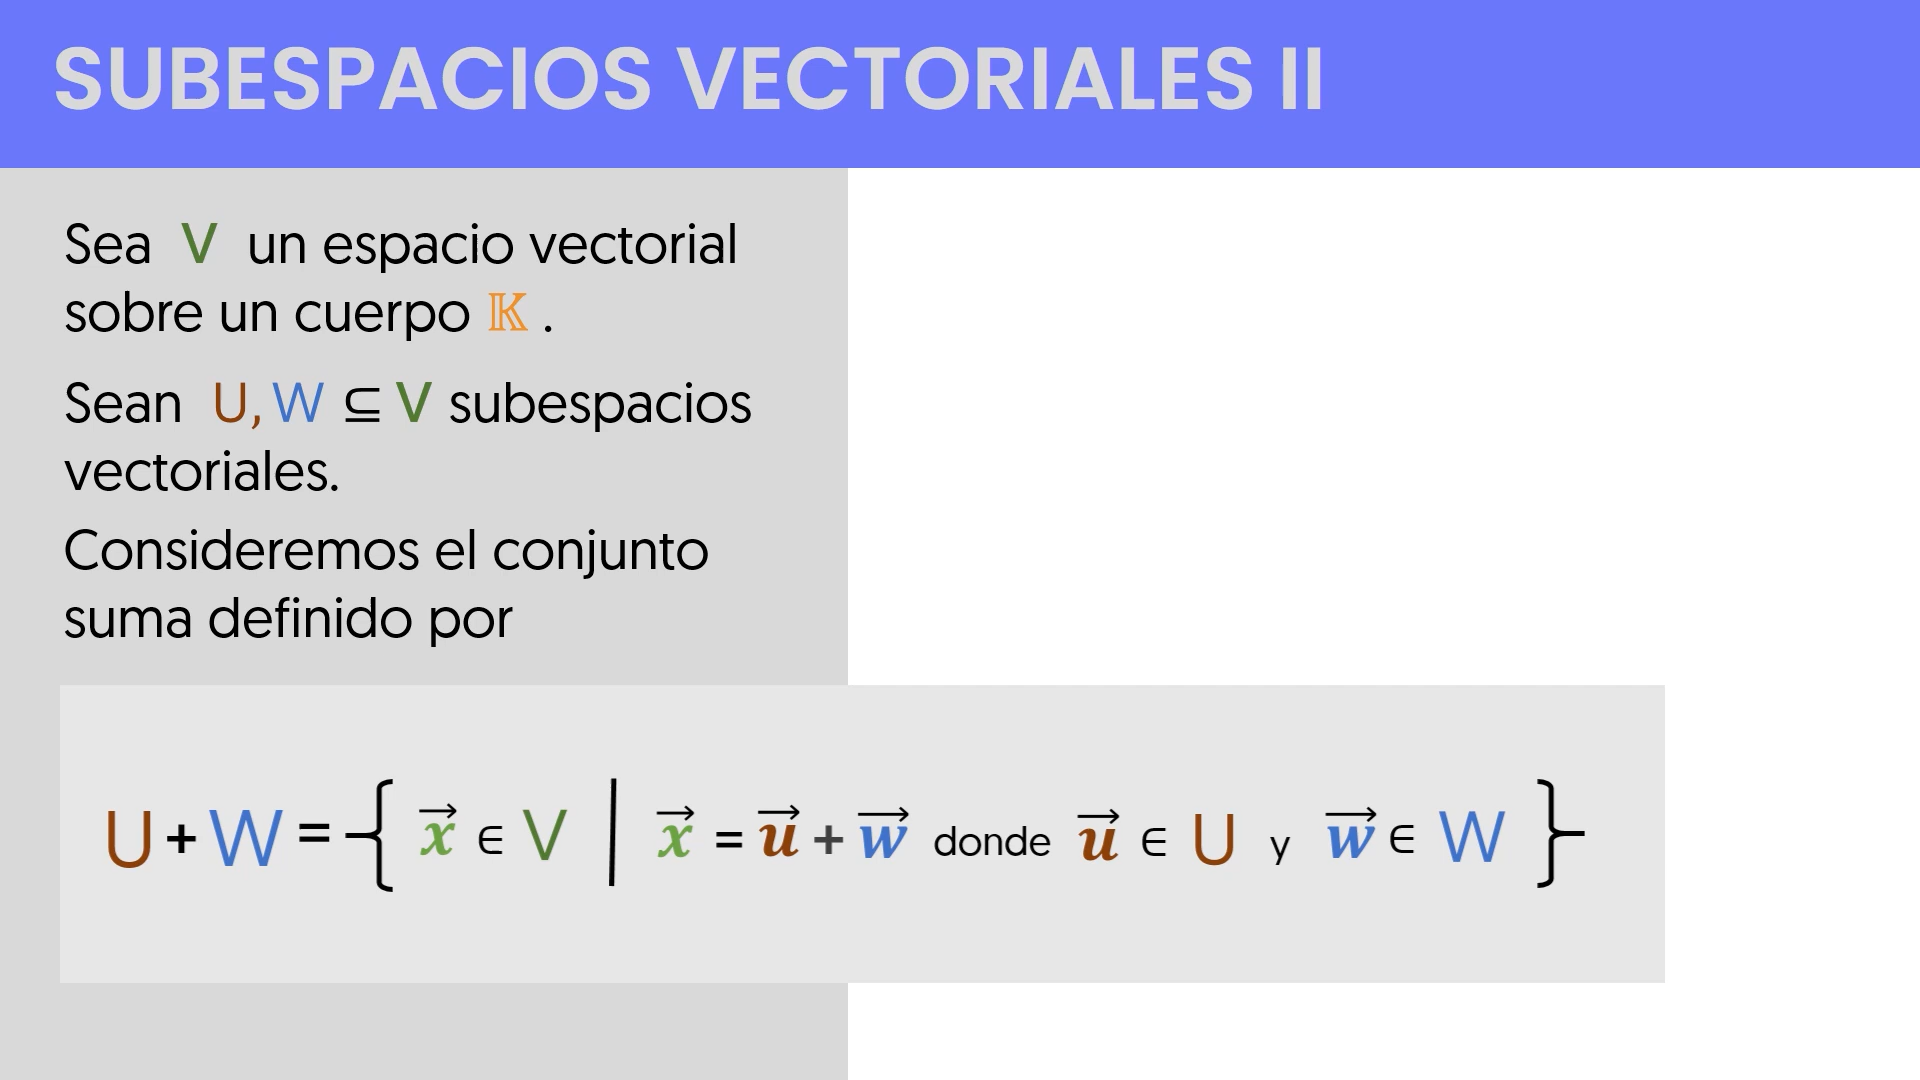 SUBESPACIOS VECTORIALES II
Sea V un espacio vectorial
sobre un cuerpo 𝕂 .
Sean U, W ⊆ V subespacios
vectoriales.
Consideremos el conjunto
suma definido por
U + W = { x⃗ ∈ V | x⃗ = u⃗ + w⃗ donde u⃗ ∈ U y w⃗ ∈ W }